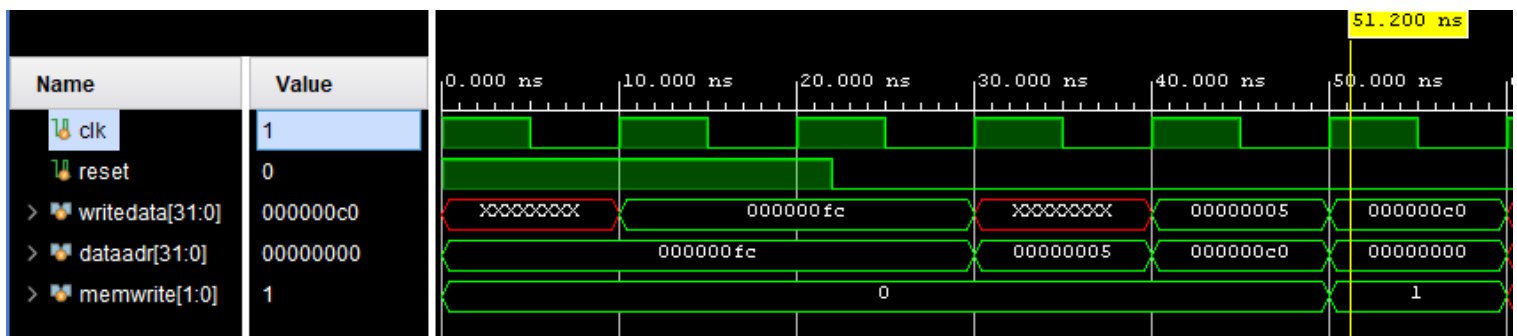 51.200 ns
Name Value 0.000 ns 10.000 ns 20.000 ns 30.000 ns 40.000 ns 50.000 ns
clk 1
reset 0
writedata[31:0] 000000c0 XXXXXXXX 000000fc XXXXXXXX 00000005 000000c0
dataadr[31:0] 00000000 000000fc 00000005 000000c0 00000000
memwrite[1:0] 1 0 1